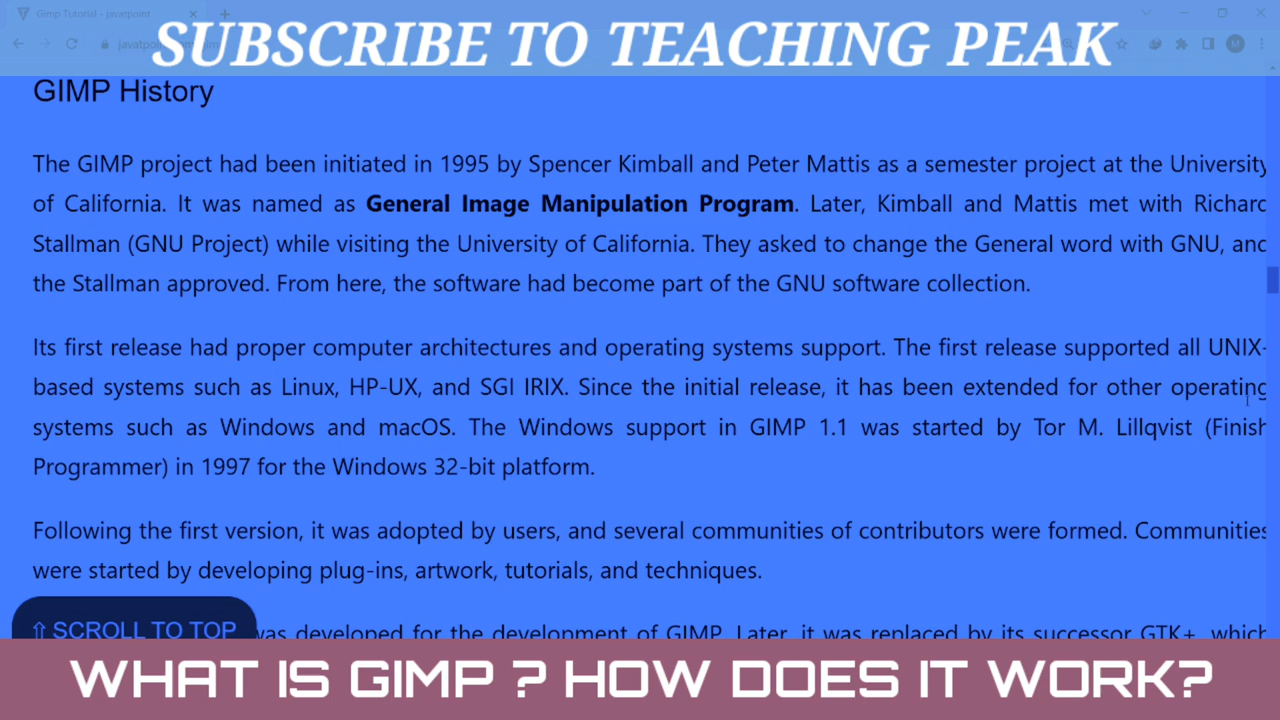 Gimp Tutorial - javatpoint
SUBSCRIBE TO TEACHING PEAK
GIMP History
The GIMP project had been initiated in 1995 by Spencer Kimball and Peter Mattis as a semester project at the University
of California. It was named as General Image Manipulation Program. Later, Kimball and Mattis met with Richard
Stallman (GNU Project) while visiting the University of California. They asked to change the General word with GNU, and
the Stallman approved. From here, the software had become part of the GNU software collection.
Its first release had proper computer architectures and operating systems support. The first release supported all UNIX-
based systems such as Linux, HP-UX, and SGI IRIX. Since the initial release, it has been extended for other operating
systems such as Windows and macOS. The Windows support in GIMP 1.1 was started by Tor M. Lillqvist (Finish
Programmer) in 1997 for the Windows 32-bit platform.
Following the first version, it was adopted by users, and several communities of contributors were formed. Communities
were started by developing plug-ins, artwork, tutorials, and techniques.
⇧ SCROLL TO TOP
was developed for the development of GIMP. Later, it was replaced by its successor GTK+, which
WHAT IS GIMP ? HOW DOES IT WORK?